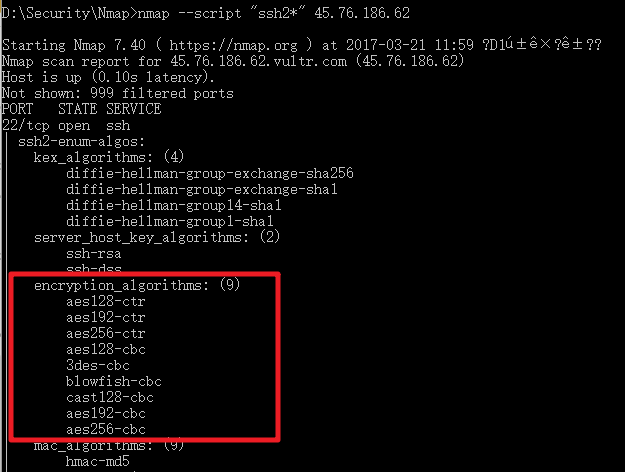 D:\Security\Nmap>nmap --script "ssh2*" 45.76.186.62
Starting Nmap 7.40 ( https://nmap.org ) at 2017-03-21 11:59 ?D1ú±ê×?ê±??
Nmap scan report for 45.76.186.62.vultr.com (45.76.186.62)
Host is up (0.10s latency).
Not shown: 999 filtered ports
PORT   STATE SERVICE
22/tcp open  ssh
| ssh2-enum-algos:
|   kex_algorithms: (4)
|       diffie-hellman-group-exchange-sha256
|       diffie-hellman-group-exchange-sha1
|       diffie-hellman-group14-sha1
|       diffie-hellman-group1-sha1
|   server_host_key_algorithms: (2)
|       ssh-rsa
|       ssh-dss
|   encryption_algorithms: (9)
|       aes128-ctr
|       aes192-ctr
|       aes256-ctr
|       aes128-cbc
|       3des-cbc
|       blowfish-cbc
|       cast128-cbc
|       aes192-cbc
|       aes256-cbc
|   mac_algorithms: (9)
|       hmac-md5